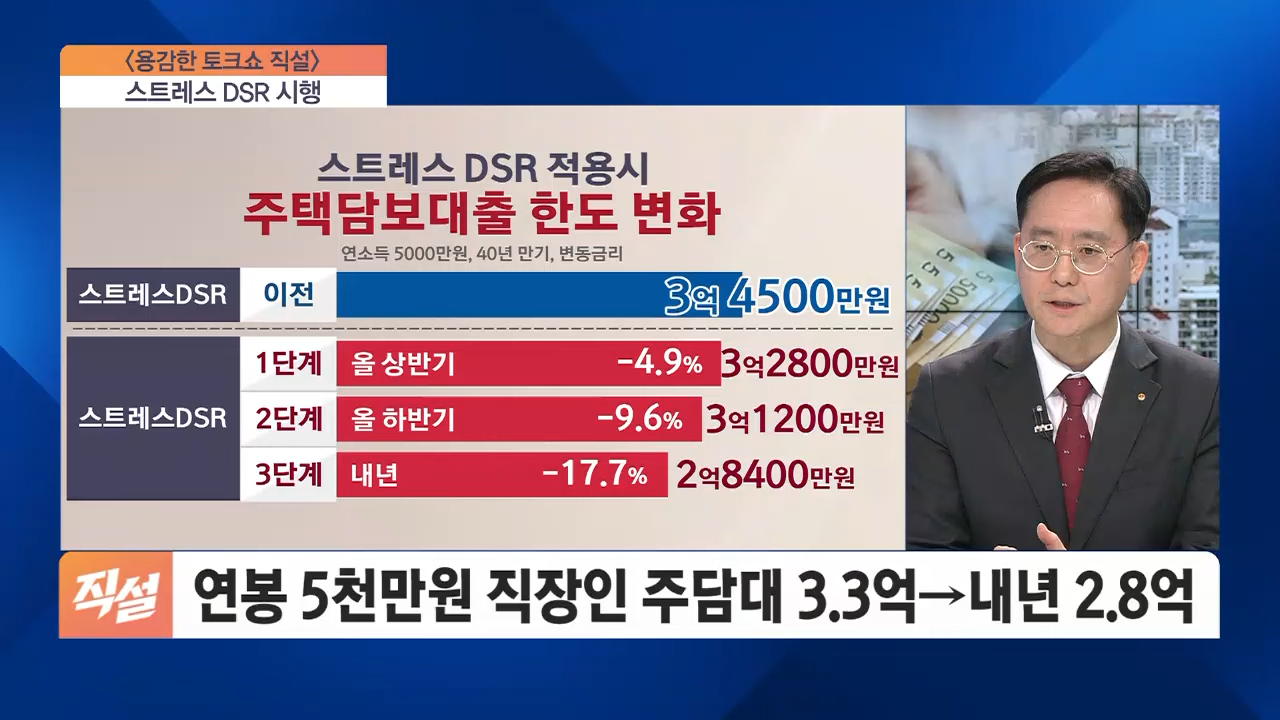 〈용감한 토크쇼 직설〉
스트레스 DSR 시행
스트레스 DSR 적용시
주택담보대출 한도 변화
연소득 5000만원, 40년 만기, 변동금리
스트레스DSR 이전 3억 4500만원
스트레스DSR
1단계 올 상반기 -4.9% 3억2800만원
2단계 올 하반기 -9.6% 3억1200만원
3단계 내년 -17.7% 2억8400만원
직설 연봉 5천만원 직장인 주담대 3.3억→내년 2.8억